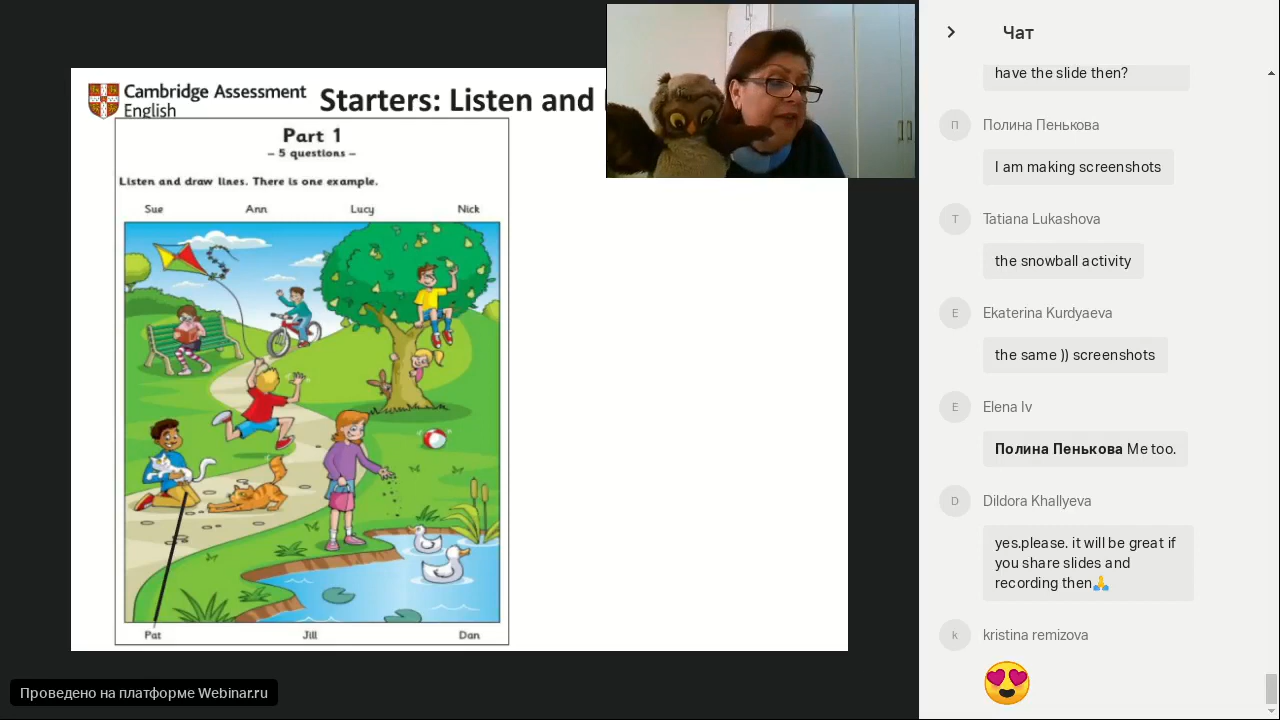 Cambridge Assessment
English
Starters: Listen and
Part 1
– 5 questions –
Listen and draw lines. There is one example.
Sue Ann Lucy Nick
Pat Jill Dan
Проведено на платформе Webinar.ru
Чат
have the slide then?
П
Полина Пенькова
I am making screenshots
T
Tatiana Lukashova
the snowball activity
E
Ekaterina Kurdyaeva
the same )) screenshots
E
Elena Iv
Полина Пенькова Me too.
D
Dildora Khallyeva
yes.please. it will be great if
you share slides and
recording then🙏
k
kristina remizova
😍